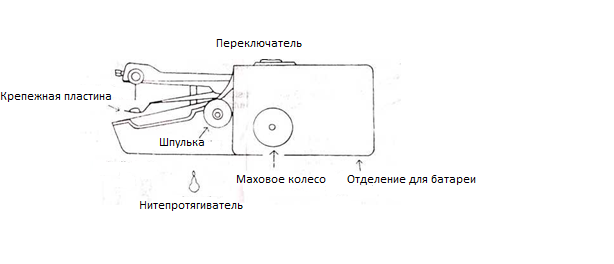 Переключатель
Крепежная пластина
Шпулька
Маховое колесо
Отделение для батареи
Нитепротягиватель